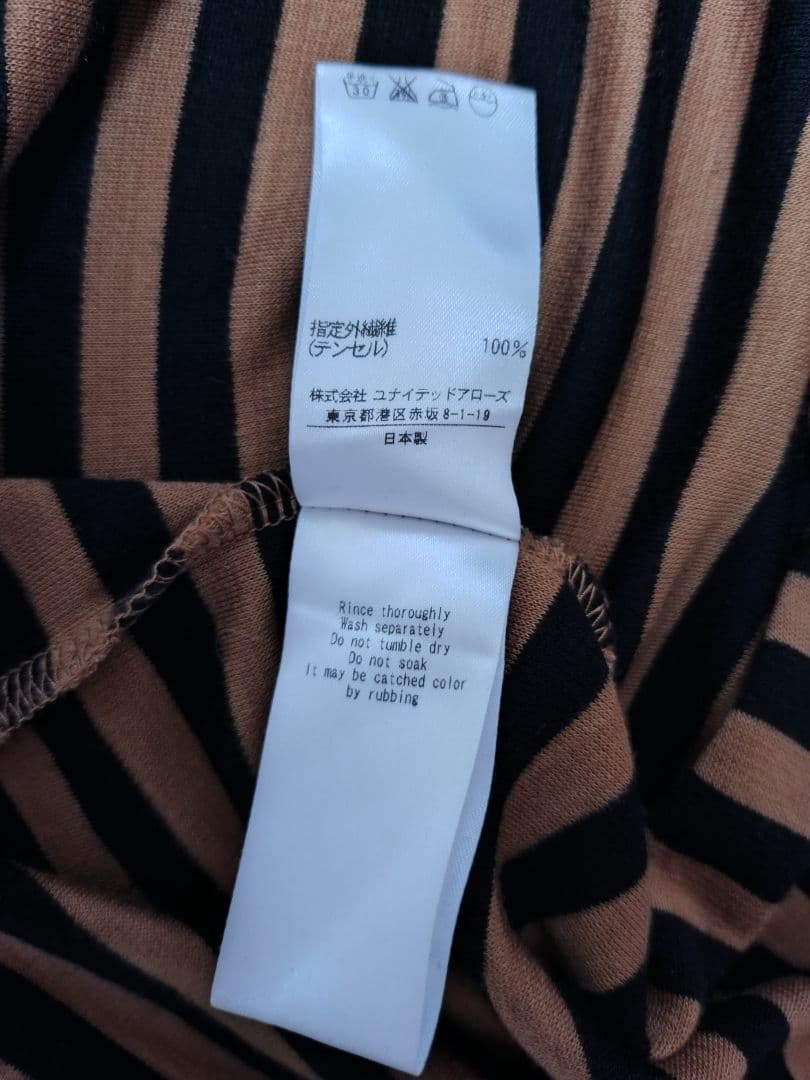 30
指定外繊維
(テンセル) 100%
株式会社 ユナイテッドアローズ
東京都港区赤坂8-1-19
日本製
Rince thoroughly
Wash separately
Do not tumble dry
Do not soak
It may be catched color
by rubbing